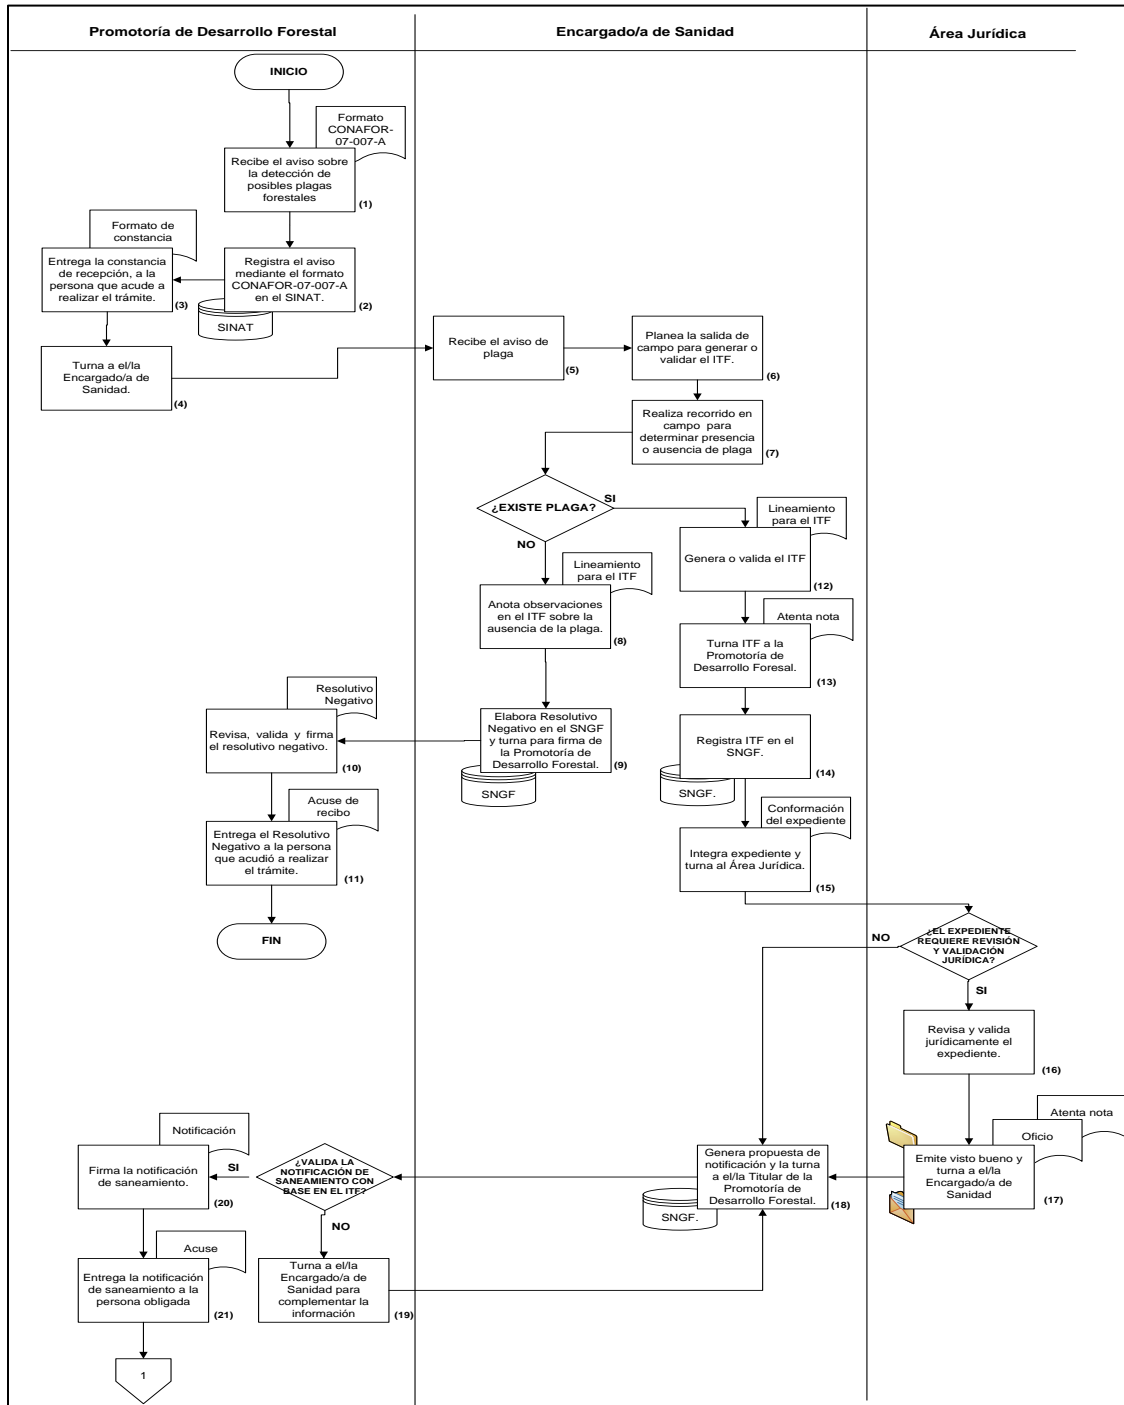 Promotoría de Desarrollo Forestal
Encargado/a de Sanidad
Área Jurídica
INICIO
Formato
CONAFOR-
07-007-A
Recibe el aviso sobre
la detección de
posibles plagas
forestales
(1)
Formato de
constancia
Entrega la constancia
de recepción, a la
persona que acude a
realizar el trámite.
(3)
Registra el aviso
mediante el formato
CONAFOR-07-007-A
en el SINAT.
(2)
SINAT
Turna a el/la
Encargado/a de
Sanidad.
(4)
Recibe el aviso de
plaga
(5)
Planea la salida de
campo para generar o
validar el ITF.
(6)
Realiza recorrido en
campo para
determinar presencia
o ausencia de plaga
(7)
¿EXISTE PLAGA?
SI
NO
Lineamiento
para el ITF
Genera o valida el ITF
(12)
Lineamiento
para el ITF
Anota observaciones
en el ITF sobre la
ausencia de la plaga.
(8)
Atenta nota
Turna ITF a la
Promotoría de
Desarrollo Foresal.
(13)
Resolutivo
Negativo
Revisa, valida y firma
el resolutivo negativo.
(10)
Elabora Resolutivo
Negativo en el SNGF
y turna para firma de
la Promotoría de
Desarrollo Forestal.
(9)
SNGF
Registra ITF en el
SNGF.
(14)
SNGF.
Acuse de
recibo
Entrega el Resolutivo
Negativo a la persona
que acudió a realizar
el trámite.
(11)
Conformación
del expediente
Integra expediente y
turna al Área Jurídica.
(15)
FIN
¿EL EXPEDIENTE
REQUIERE REVISIÓN
Y VALIDACIÓN
JURÍDICA?
NO
SI
Revisa y valida
jurídicamente el
expediente.
(16)
Atenta nota
Oficio
Emite visto bueno y
turna a el/la
Encargado/a de
Sanidad
(17)
Genera propuesta de
notificación y la turna
a el/la Titular de la
Promotoría de
Desarrollo Forestal.
(18)
SNGF.
¿VALIDA LA
NOTIFICACIÓN DE
SANEAMIENTO CON
BASE EN EL ITF?
SI
NO
Notificación
Firma la notificación
de saneamiento.
(20)
Turna a el/la
Encargado/a de
Sanidad para
complementar la
información
(19)
Acuse
Entrega la notificación
de saneamiento a la
persona obligada
(21)
1